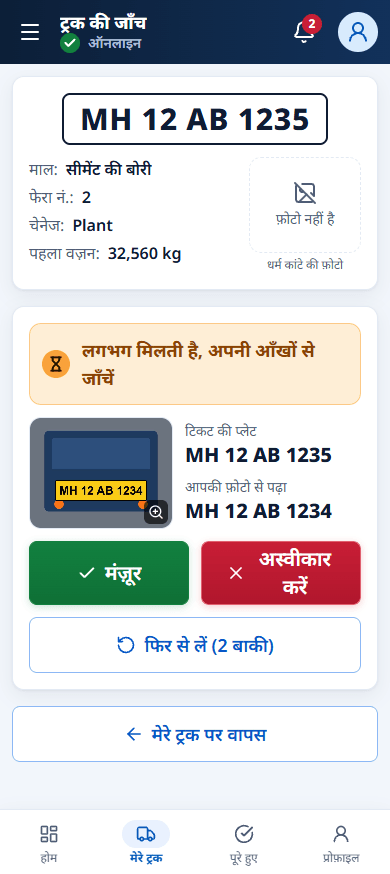 ट्रक की जाँच
ऑनलाइन
2
MH 12 AB 1235
माल: सीमेंट की बोरी
फेरा नं.: 2
चेनेज: Plant
पहला वज़न: 32,560 kg
फ़ोटो नहीं है
धर्म कांटे की फ़ोटो
लगभग मिलती है, अपनी आँखों से
जाँचें
MH 12 AB 1234
टिकट की प्लेट
MH 12 AB 1235
आपकी फ़ोटो से पढ़ा
MH 12 AB 1234
मंज़ूर
अस्वीकार
करें
फिर से लें (2 बाकी)
मेरे ट्रक पर वापस
होम
मेरे ट्रक
पूरे हुए
प्रोफ़ाइल